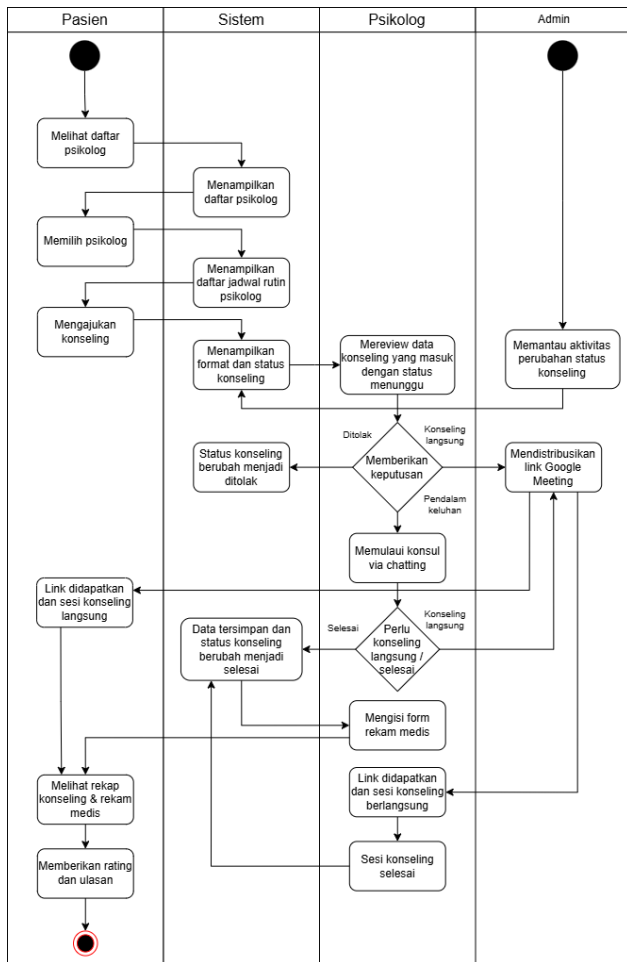 Pasien
Sistem
Psikolog
Admin
Melihat daftar
psikolog
Menampilkan
daftar psikolog
Memilih psikolog
Menampilkan
daftar jadwal rutin
psikolog
Mengajukan
konseling
Menampilkan
format dan status
konseling
Mereview data
konseling yang masuk
dengan status
menunggu
Memantau aktivitas
perubahan status
konseling
Ditolak
Konseling
langsung
Status konseling
berubah menjadi
ditolak
Memberikan
keputusan
Mendistribusikan
link Google
Meeting
Pendalam
keluhan
Memulaui konsul
via chatting
Link didapatkan
dan sesi konseling
langsung
Selesai
Konseling
langsung
Data tersimpan dan
status konseling
berubah menjadi
selesai
Perlu
konseling
langsung /
selesai
Mengisi form
rekam medis
Melihat rekap
konseling & rekam
medis
Link didapatkan
dan sesi konseling
berlangsung
Memberikan rating
dan ulasan
Sesi konseling
selesai